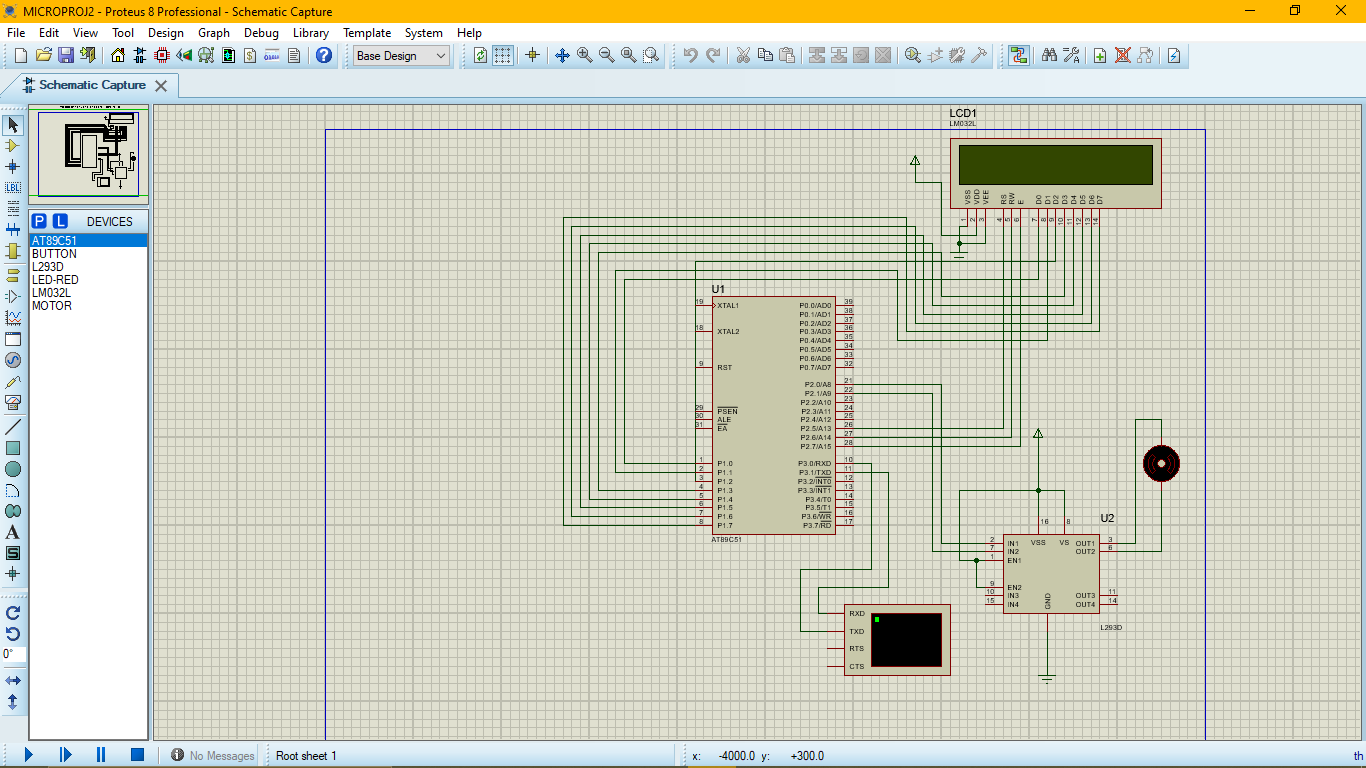 MICROPROJ2 - Proteus 8 Professional - Schematic Capture
File Edit View Tool Design Graph Debug Library Template System Help
Base Design
Schematic Capture
P L DEVICES
AT89C51
BUTTON
L293D
LED-RED
LM032L
MOTOR
LBL
A
S
0°
LCD1
LM032L
VSS VDD VEE RS RW E D0 D1 D2 D3 D4 D5 D6 D7
1 2 3 4 5 6 7 8 9 10 11 12 13 14
U1
19 XTAL1 P0.0/AD0 39
P0.1/AD1 38
P0.2/AD2 37
18 XTAL2 P0.3/AD3 36
P0.4/AD4 35
P0.5/AD5 34
P0.6/AD6 33
9 RST P0.7/AD7 32
P2.0/A8 21
P2.1/A9 22
P2.2/A10 23
29 PSEN P2.3/A11 24
30 ALE P2.4/A12 25
31 EA P2.5/A13 26
P2.6/A14 27
P2.7/A15 28
1 P1.0 P3.0/RXD 10
2 P1.1 P3.1/TXD 11
3 P1.2 P3.2/INT0 12
4 P1.3 P3.3/INT1 13
5 P1.4 P3.4/T0 14
6 P1.5 P3.5/T1 15
7 P1.6 P3.6/WR 16
8 P1.7 P3.7/RD 17
AT89C51
U2
16 8
VSS VS
2 IN1 OUT1 3
7 IN2 OUT2 6
1 EN1
9 EN2
10 IN3 OUT3 11
15 IN4 OUT4 14
GND
L293D
RXD
TXD
RTS
CTS
No Messages Root sheet 1 x: -4000.0 y: +300.0 th